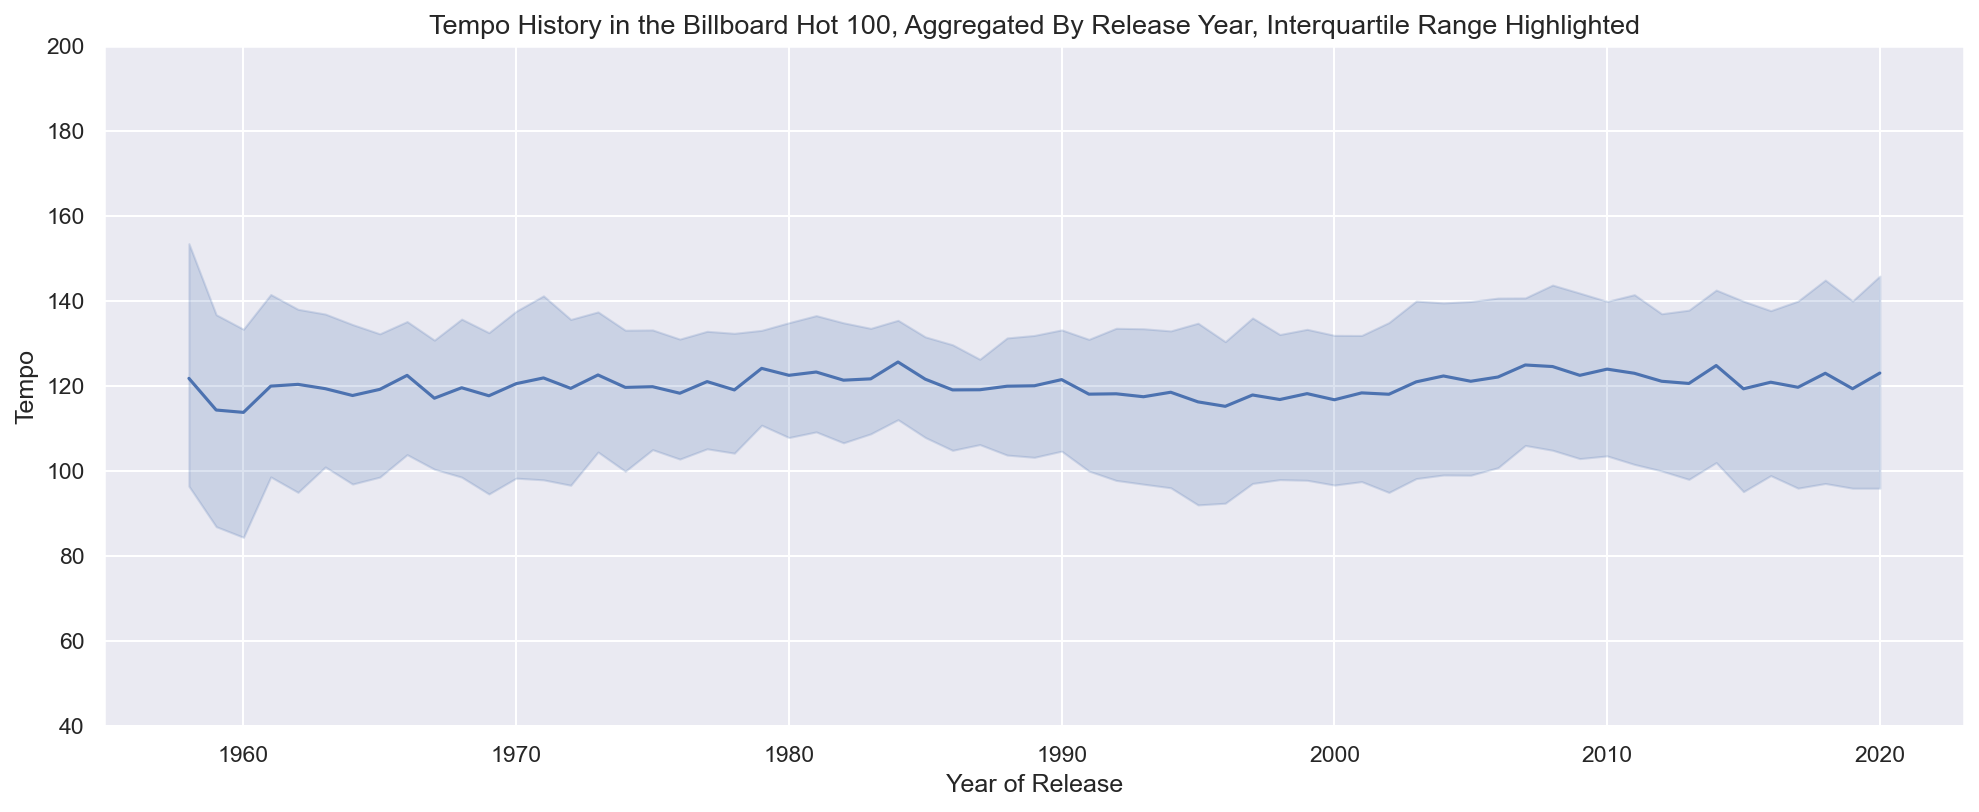 Tempo History in the Billboard Hot 100, Aggregated By Release Year, Interquartile Range Highlighted
200
180
160
140
120
100
80
60
40
Tempo
1960 1970 1980 1990 2000 2010 2020
Year of Release